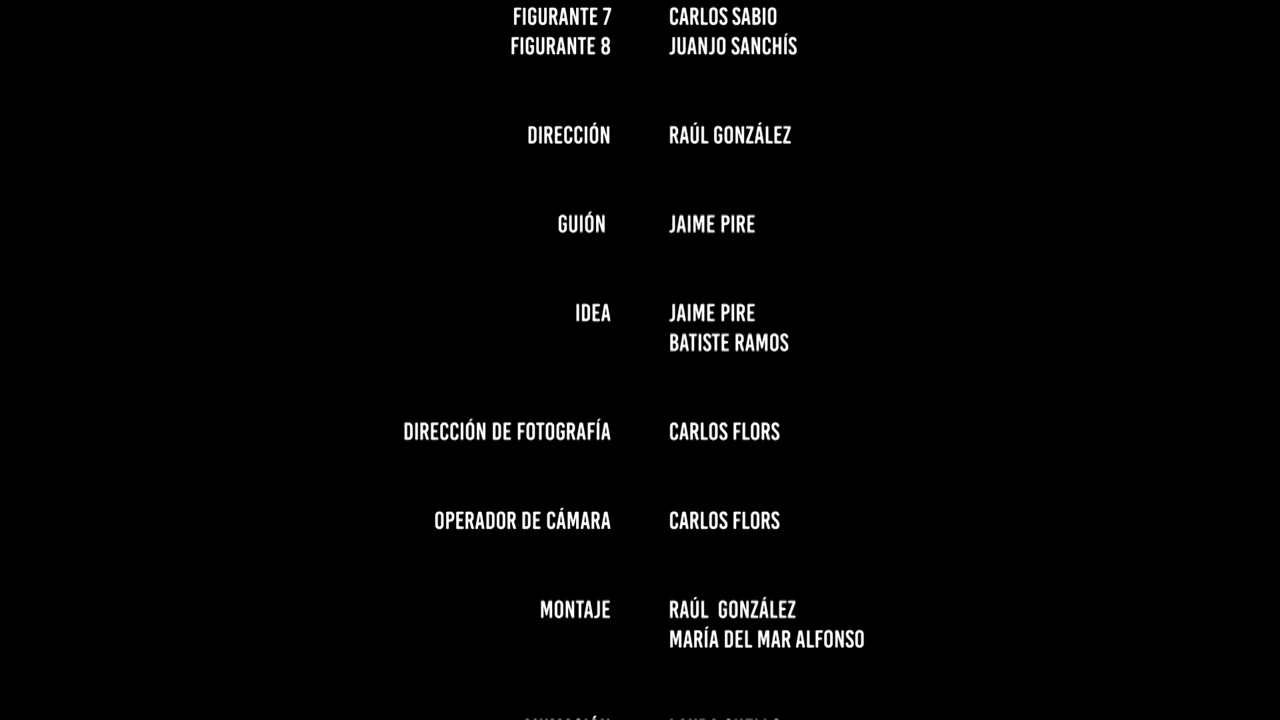 FIGURANTE 7 CARLOS SABIO
FIGURANTE 8 JUANJO SANCHÍS
DIRECCIÓN RAÚL GONZÁLEZ
GUIÓN JAIME PIRE
IDEA JAIME PIRE
BATISTE RAMOS
DIRECCIÓN DE FOTOGRAFÍA CARLOS FLORS
OPERADOR DE CÁMARA CARLOS FLORS
MONTAJE RAÚL GONZÁLEZ
MARÍA DEL MAR ALFONSO